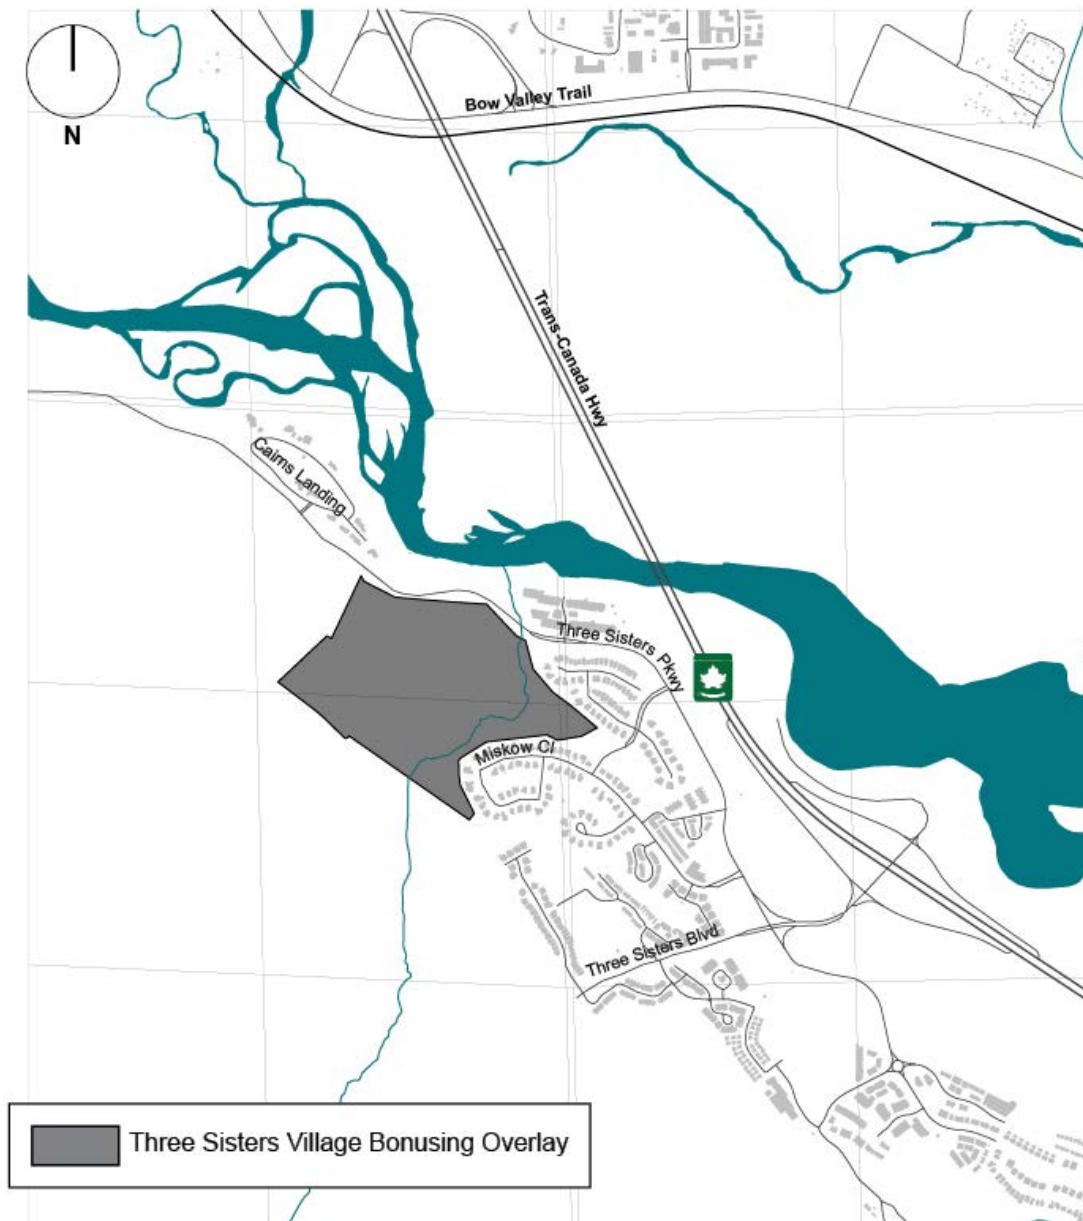 N
Bow Valley Trail
Trans-Canada Hwy
Cairns Landing
Three Sisters Pkwy
Miskow Cl
Three Sisters Blvd
Three Sisters Village Bonusing Overlay